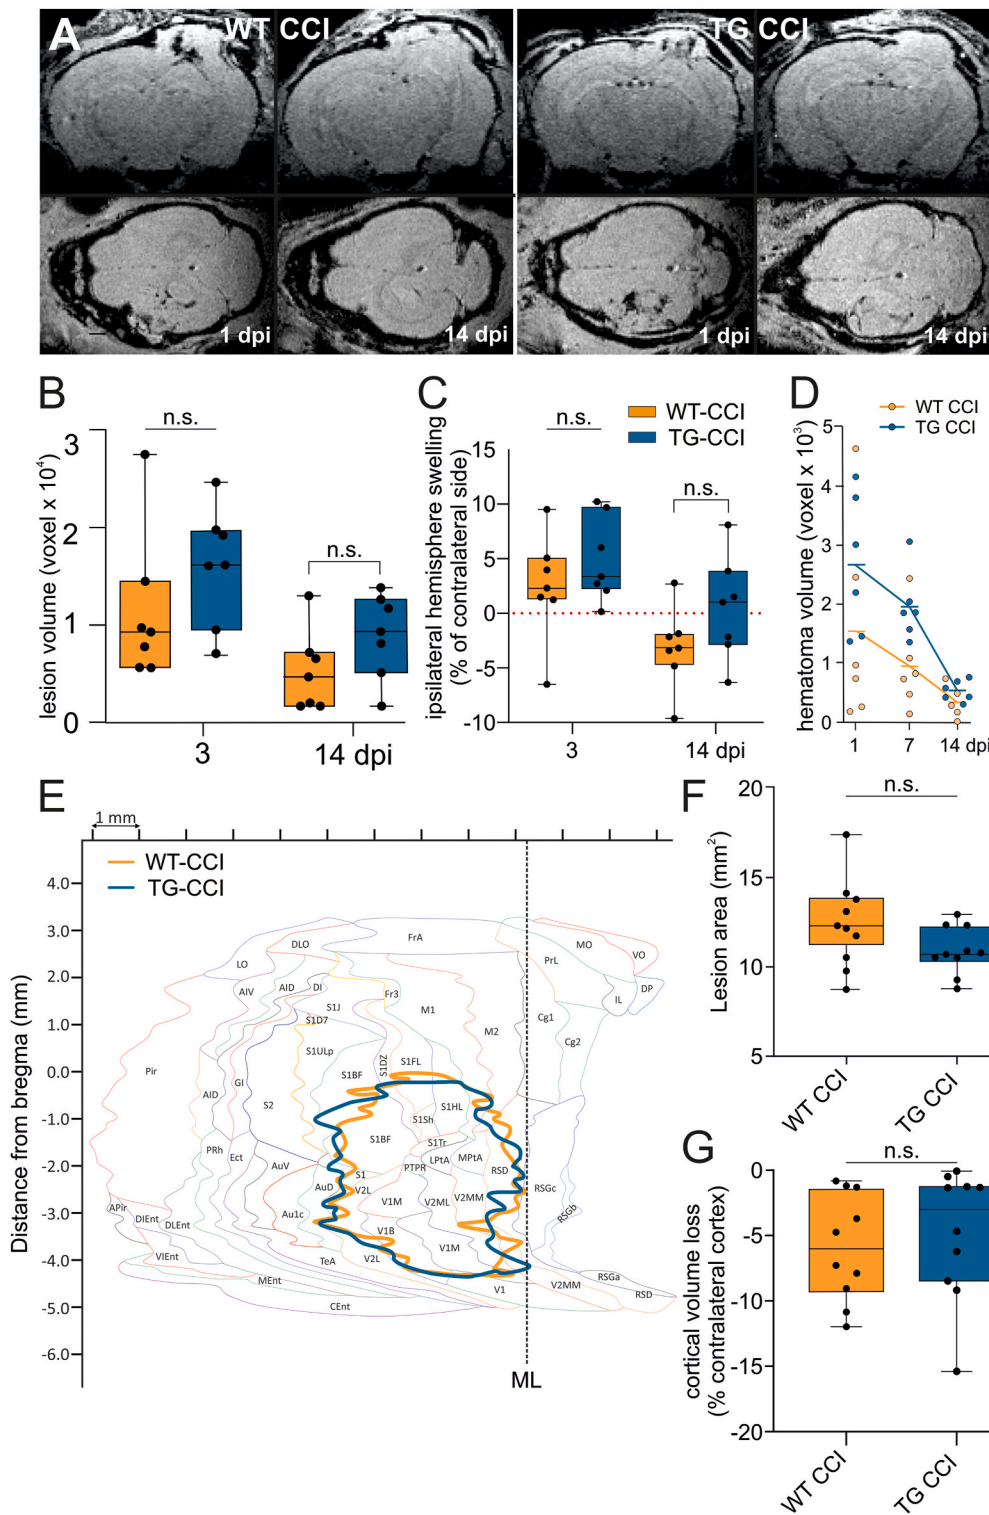 A
WT CCI
TG CCI
1 dpi
14 dpi
1 dpi
14 dpi
B
lesion volume (voxel x 10⁴)
3
2
1
0
n.s.
n.s.
3
14 dpi
C
WT-CCI
TG-CCI
ipsilateral hemisphere swelling
(% of contralateral side)
15
10
5
0
-5
-10
n.s.
n.s.
3
14 dpi
D
WT CCI
TG CCI
hematoma volume (voxel x 10³)
5
4
3
2
1
0
1
7
14 dpi
E
1 mm
WT-CCI
TG-CCI
Distance from bregma (mm)
4.0
3.0
2.0
1.0
0.0
-1.0
-2.0
-3.0
-4.0
-5.0
-6.0
FrA
DLO
LO
MO
VO
PrL
DP
IL
AIV
AID
DI
Fr3
S1J
M1
S1D7
M2
Cg1
Cg2
S1ULp
Pir
S1BF
S1DZ
S1FL
GI
AID
S2
S1HL
S1Sh
S1BF
S1Tr
PRh
Ect
AuV
LPtA
MPtA
PTPR
RSD
S1
AuD
V2L
V1M
V2ML
V2MM
RSGc
RSGb
APir
DIEnt
DLEnt
Au1c
V1B
V1M
VIEnt
TeA
V2L
MEnt
V1
V2MM
RSGa
RSD
CEnt
ML
F
Lesion area (mm²)
20
15
10
5
n.s.
WT CCI
TG CCI
G
cortical volume loss
(% contralateral cortex)
0
-5
-10
-15
-20
n.s.
WT CCI
TG CCI